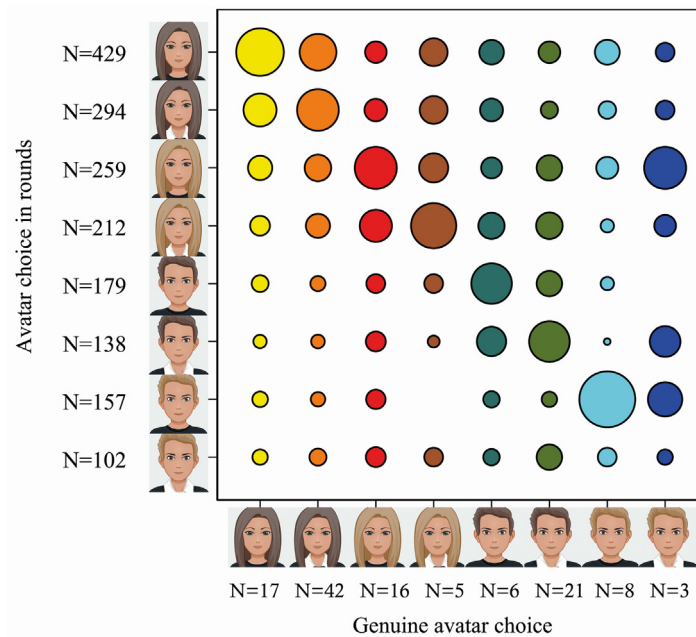 Avatar choice in rounds
N=429
N=294
N=259
N=212
N=179
N=138
N=157
N=102
N=17 N=42 N=16 N=5 N=6 N=21 N=8 N=3
Genuine avatar choice